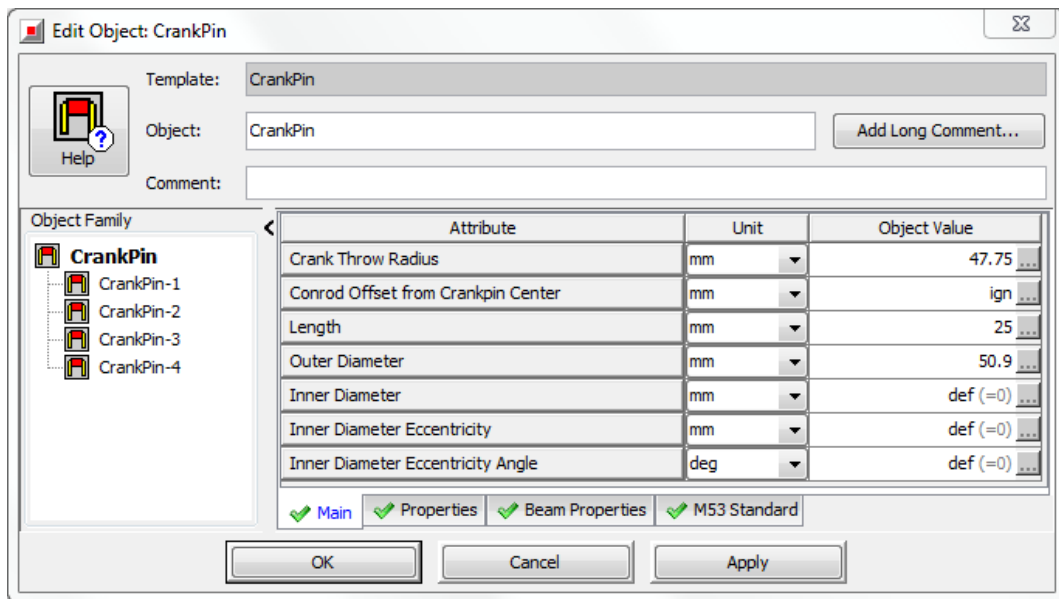 Edit Object: CrankPin
Template: CrankPin
Help
Object: CrankPin Add Long Comment...
Comment:
Object Family
CrankPin
CrankPin-1
CrankPin-2
CrankPin-3
CrankPin-4
Attribute Unit Object Value
Crank Throw Radius mm 47.75 ...
Conrod Offset from Crankpin Center mm ign ...
Length mm 25 ...
Outer Diameter mm 50.9 ...
Inner Diameter mm def (=0) ...
Inner Diameter Eccentricity mm def (=0) ...
Inner Diameter Eccentricity Angle deg def (=0) ...
Main Properties Beam Properties M53 Standard
OK Cancel Apply